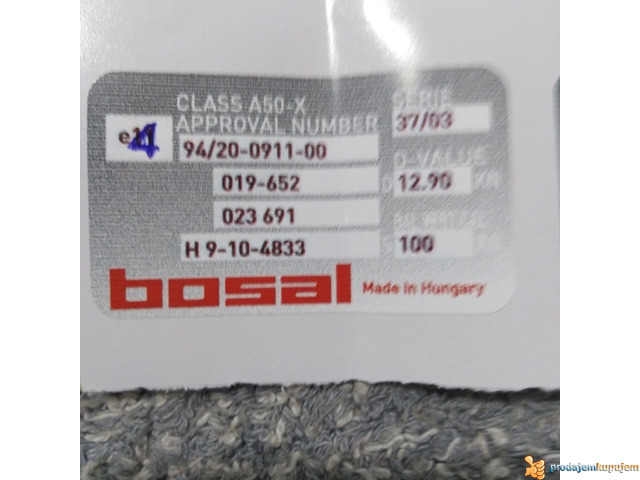 CLASS A50-X SERIE
APPROVAL NUMBER 37/03
e 4
94/20-0911-00 D-VALUE
019-652 12.90 KN
023 691
H 9-10-4833 100
bosal Made in Hungary
prodajemkupujem